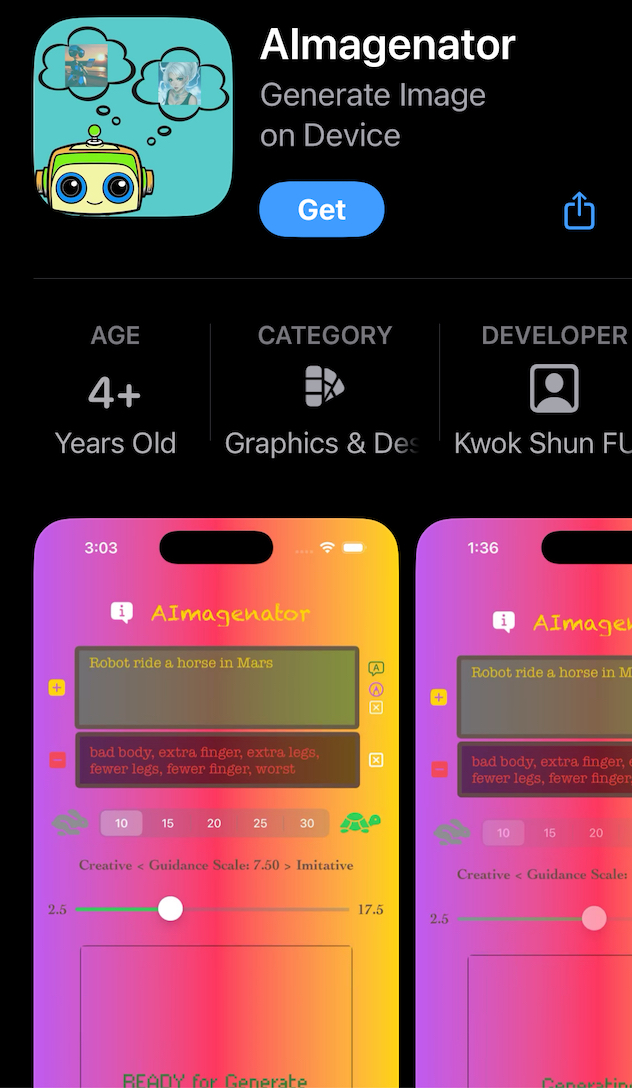 AImagenator
Generate Image
on Device
Get
AGE
4+
Years Old
CATEGORY
Graphics & Des
DEVELOPER
Kwok Shun FU
3:03
AImagenator
Robot ride a horse in Mars
bad body, extra finger, extra legs,
fewer legs, fewer finger, worst
10 15 20 25 30
Creative < Guidance Scale: 7.50 > Imitative
2.5 17.5
READY for Generate
1:36
AImagen
Robot ride a horse in M
bad body, extra finger, e
fewer legs, fewer finger,
10 15 20
Creative < Guidance Scale:
2.5
Generatin